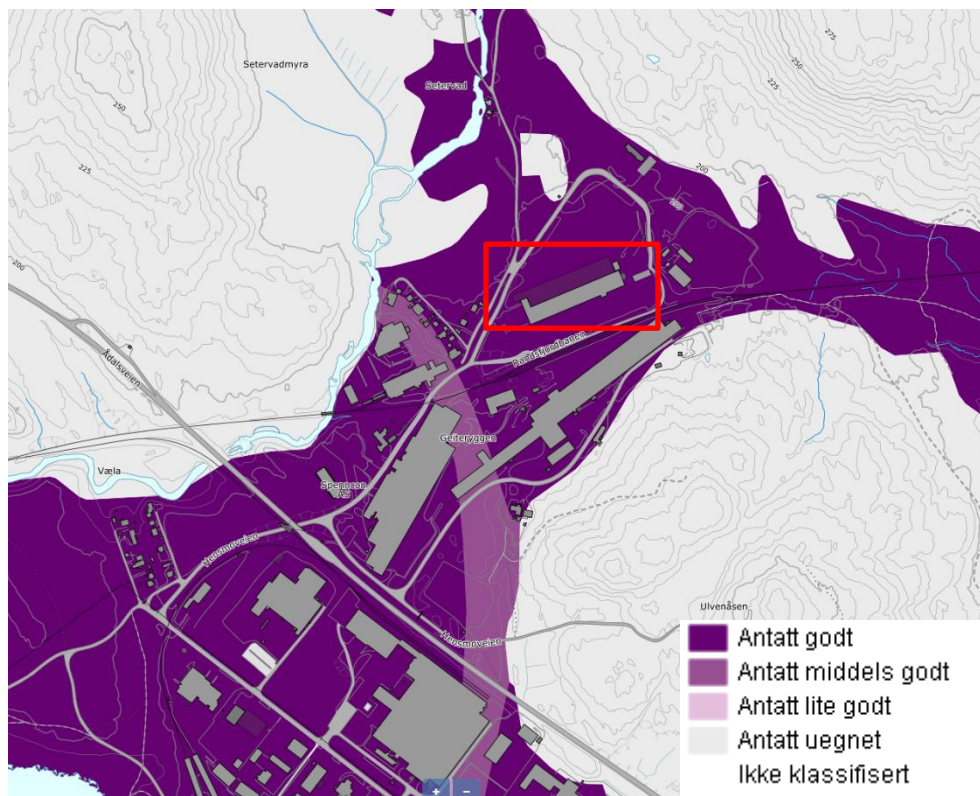 275
250
225
Setervadmyra
Setervad
250
225
200
200
200
Ådalsveien
Randsfjordbanen
Geiteryggen
Væla
Spenncon
AS
Hensmoveien
Ulvenåsen
Hensmoveien
Antatt godt
Antatt middels godt
Antatt lite godt
Antatt uegnet
Ikke klassifisert
+ −